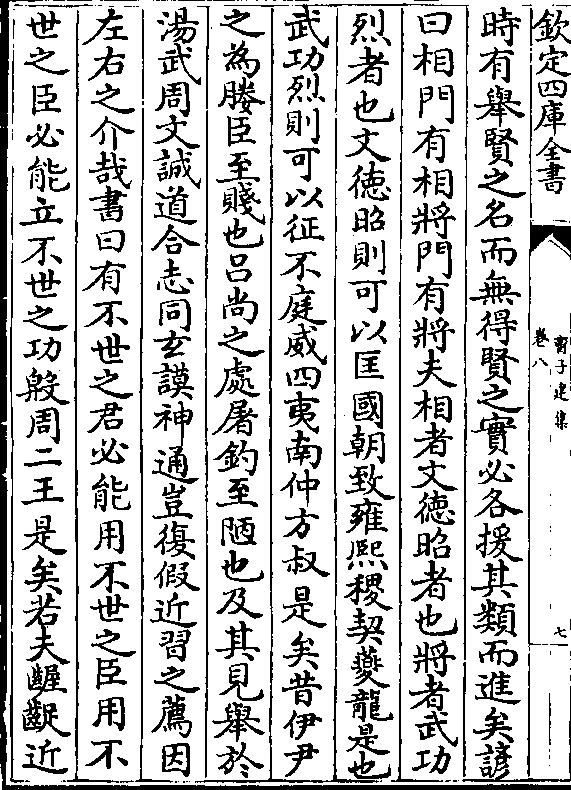 欽定四庫全書
曹子建集
卷八
七
時有舉賢之名而無得賢之實必各援其類而進矣諺
曰相門有相將門有將夫相者文徳昭者也將者武功
烈者也文徳昭則可以匡國朝致雍熙稷契夔龍是也
武功烈則可以征不庭威四夷南仲方叔是矣昔伊尹
之為媵臣至賤也吕尚之處屠釣至陋也及其見舉於
湯武周文誠道合志同玄謨神通豈復假近習之薦因
左右之介哉書曰有不世之君必能用不世之臣用不
世之臣必能立不世之功殷周二王是矣若夫齷齪近